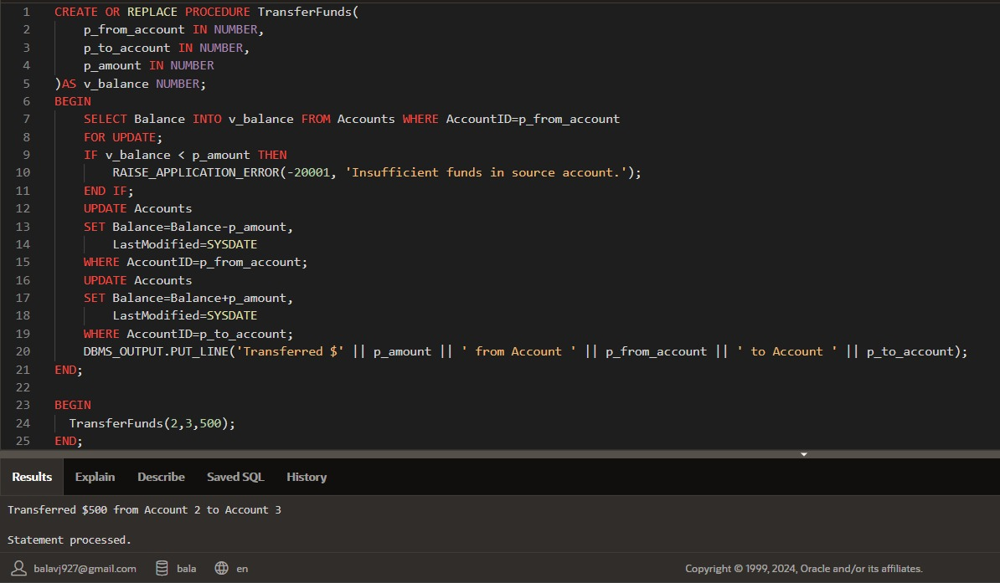 1 CREATE OR REPLACE PROCEDURE TransferFunds(
2 p_from_account IN NUMBER,
3 p_to_account IN NUMBER,
4 p_amount IN NUMBER
5 )AS v_balance NUMBER;
6 BEGIN
7 SELECT Balance INTO v_balance FROM Accounts WHERE AccountID=p_from_account
8 FOR UPDATE;
9 IF v_balance < p_amount THEN
10 RAISE_APPLICATION_ERROR(-20001, 'Insufficient funds in source account.');
11 END IF;
12 UPDATE Accounts
13 SET Balance=Balance-p_amount,
14 LastModified=SYSDATE
15 WHERE AccountID=p_from_account;
16 UPDATE Accounts
17 SET Balance=Balance+p_amount,
18 LastModified=SYSDATE
19 WHERE AccountID=p_to_account;
20 DBMS_OUTPUT.PUT_LINE('Transferred $' || p_amount || ' from Account ' || p_from_account || ' to Account ' || p_to_account);
21 END;
22
23 BEGIN
24 TransferFunds(2,3,500);
25 END;
Results Explain Describe Saved SQL History
Transferred $500 from Account 2 to Account 3
Statement processed.
balavj927@gmail.com bala en Copyright © 1999, 2024, Oracle and/or its affiliates.